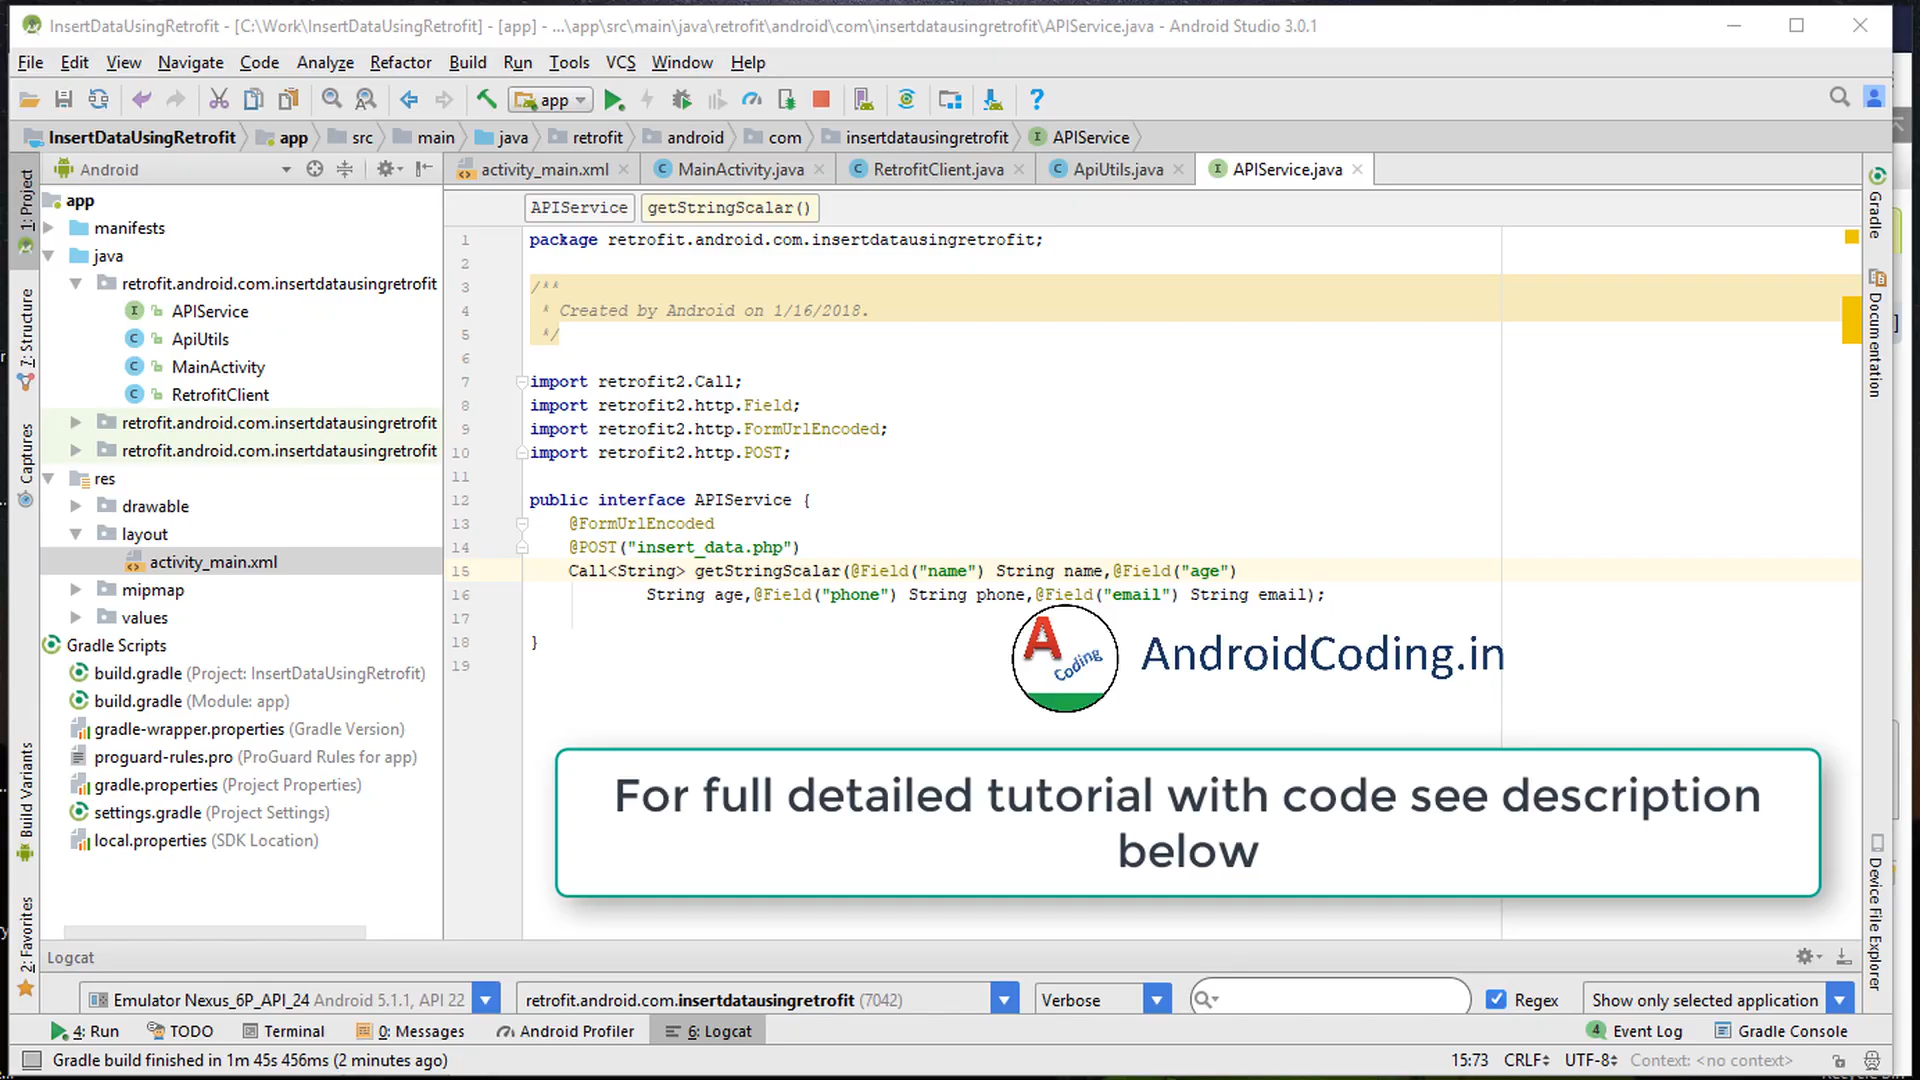 InsertDataUsingRetrofit - [C:\Work\InsertDataUsingRetrofit] - [app] - ...\app\src\main\java\retrofit\android\com\insertdatausingretrofit\APIService.java - Android Studio 3.0.1
File Edit View Navigate Code Analyze Refactor Build Run Tools VCS Window Help
app
InsertDataUsingRetrofit app src main java retrofit android com insertdatausingretrofit APIService
Android
activity_main.xml MainActivity.java RetrofitClient.java ApiUtils.java APIService.java
1: Project
7: Structure
Captures
Build Variants
2: Favorites
app
manifests
java
retrofit.android.com.insertdatausingretrofit
APIService
ApiUtils
MainActivity
RetrofitClient
retrofit.android.com.insertdatausingretrofit
retrofit.android.com.insertdatausingretrofit
res
drawable
layout
activity_main.xml
mipmap
values
Gradle Scripts
build.gradle (Project: InsertDataUsingRetrofit)
build.gradle (Module: app)
gradle-wrapper.properties (Gradle Version)
proguard-rules.pro (ProGuard Rules for app)
gradle.properties (Project Properties)
settings.gradle (Project Settings)
local.properties (SDK Location)
APIService getStringScalar()
1 package retrofit.android.com.insertdatausingretrofit;
2
3 /**
4 * Created by Android on 1/16/2018.
5 */
6
7 import retrofit2.Call;
8 import retrofit2.http.Field;
9 import retrofit2.http.FormUrlEncoded;
10 import retrofit2.http.POST;
11
12 public interface APIService {
13 @FormUrlEncoded
14 @POST("insert_data.php")
15 Call<String> getStringScalar(@Field("name") String name,@Field("age")
16 String age,@Field("phone") String phone,@Field("email") String email);
17
18 }
19
A Coding
AndroidCoding.in
For full detailed tutorial with code see description
below
Gradle
Documentation
Device File Explorer
Logcat
Emulator Nexus_6P_API_24 Android 5.1.1, API 22 retrofit.android.com.insertdatausingretrofit (7042) Verbose Regex Show only selected application
4: Run TODO Terminal 0: Messages Android Profiler 6: Logcat 4 Event Log Gradle Console
Gradle build finished in 1m 45s 456ms (2 minutes ago) 15:73 CRLF UTF-8 Context: <no context>